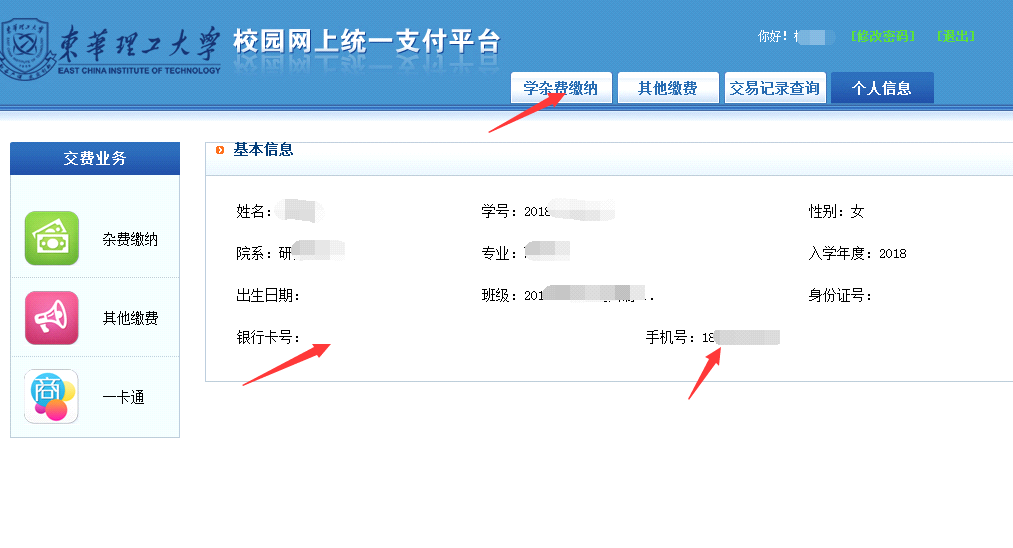 東華理工大学 校园网上统一支付平台
EAST CHINA INSTITUTE OF TECHNOLOGY
你好! [修改密码] [退出]
学杂费缴纳 其他缴费 交易记录查询 个人信息
交费业务
杂费缴纳
其他缴费
商
一卡通
基本信息
姓名: 学号: 2018 性别: 女
院系: 研 专业: 入学年度: 2018
出生日期: 班级: 201 身份证号:
银行卡号: 手机号: 18